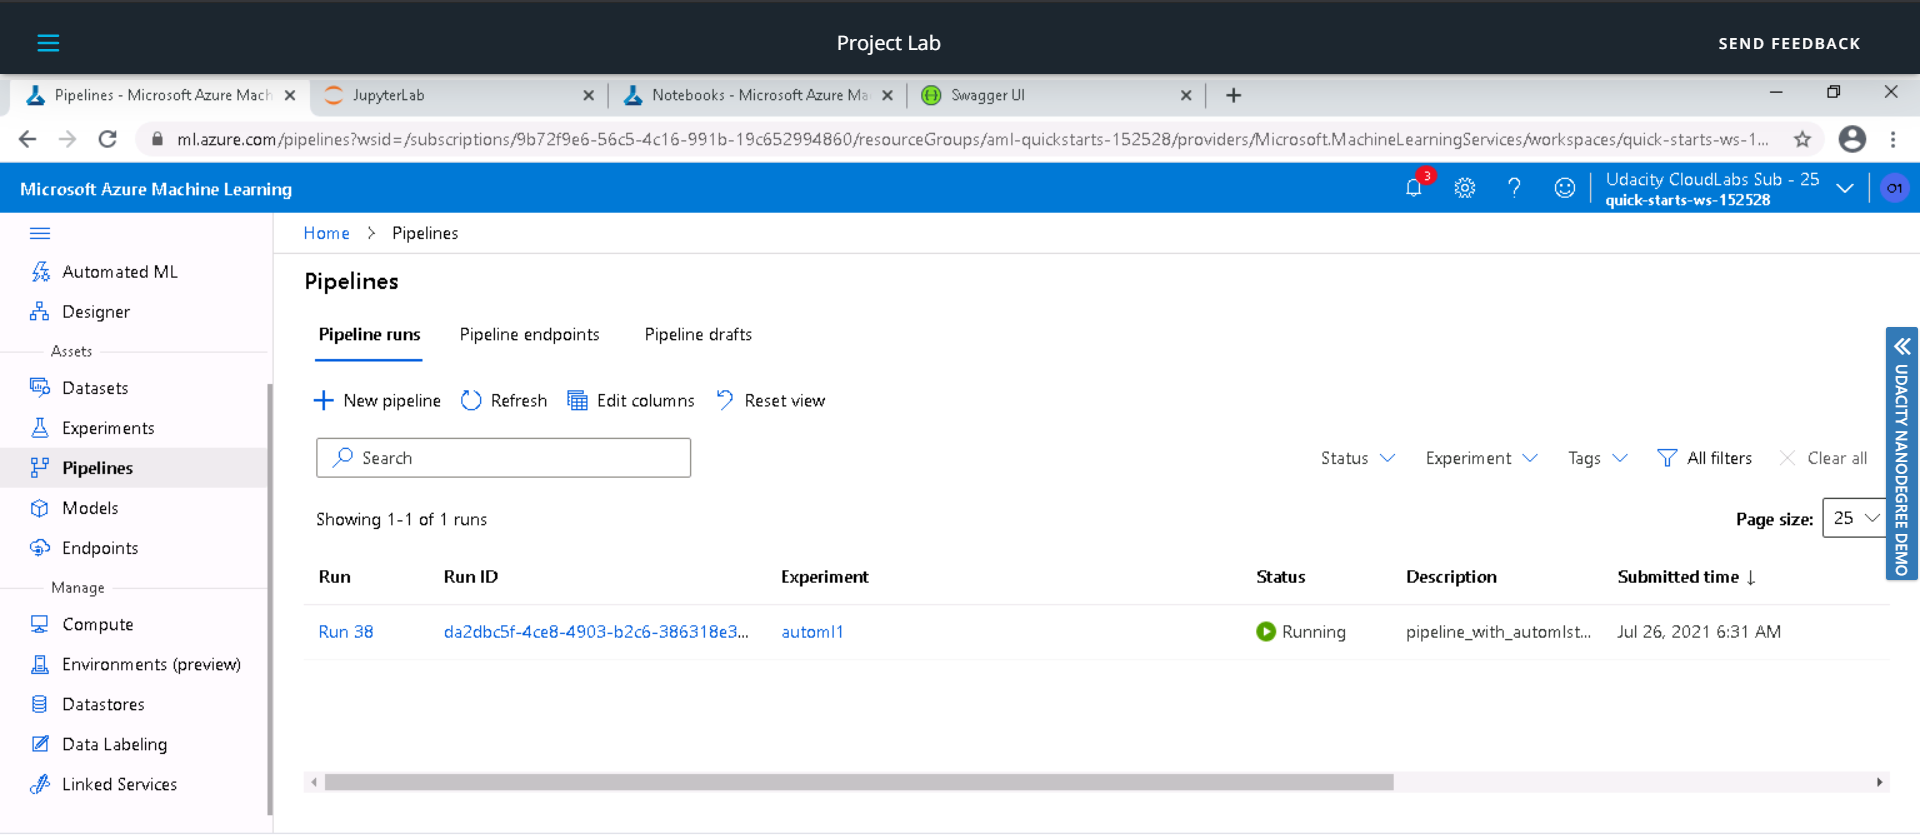 Project Lab
SEND FEEDBACK
Pipelines - Microsoft Azure Mach
JupyterLab
Notebooks - Microsoft Azure Ma
Swagger UI
ml.azure.com/pipelines?wsid=/subscriptions/9b72f9e6-56c5-4c16-991b-19c652994860/resourceGroups/aml-quickstarts-152528/providers/Microsoft.MachineLearningServices/workspaces/quick-starts-ws-1...
Microsoft Azure Machine Learning
3
Udacity CloudLabs Sub - 25
quick-starts-ws-152528
O1
Automated ML
Designer
Assets
Datasets
Experiments
Pipelines
Models
Endpoints
Manage
Compute
Environments (preview)
Datastores
Data Labeling
Linked Services
Home > Pipelines
Pipelines
Pipeline runs Pipeline endpoints Pipeline drafts
New pipeline Refresh Edit columns Reset view
Search
Status Experiment Tags All filters Clear all
Showing 1-1 of 1 runs
Page size: 25
Run Run ID Experiment Status Description Submitted time ↓
Run 38 da2dbc5f-4ce8-4903-b2c6-386318e3... automl1 Running pipeline_with_automlst... Jul 26, 2021 6:31 AM
UDACITY NANODEGREE DEMO